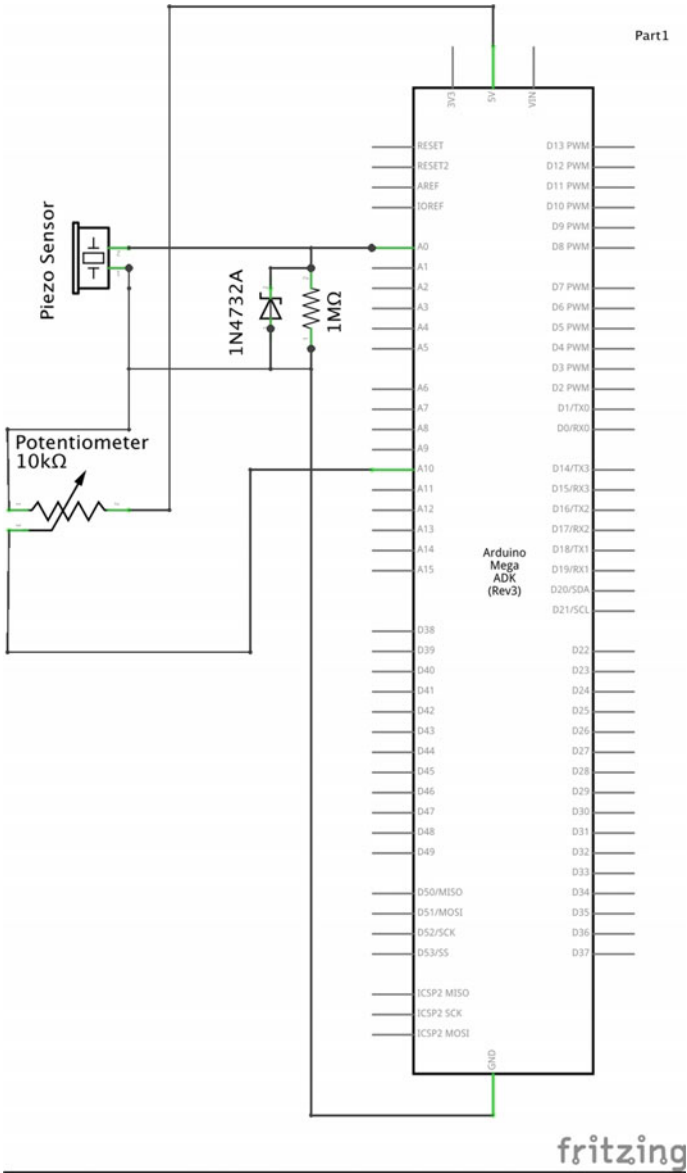 Part1
3V3
5V
VIN
RESET
RESET2
AREF
IOREF
A0
A1
A2
A3
A4
A5
A6
A7
A8
A9
A10
A11
A12
A13
A14
A15
D38
D39
D40
D41
D42
D43
D44
D45
D46
D47
D48
D49
D50/MISO
D51/MOSI
D52/SCK
D53/SS
ICSP2 MISO
ICSP2 SCK
ICSP2 MOSI
D13 PWM
D12 PWM
D11 PWM
D10 PWM
D9 PWM
D8 PWM
D7 PWM
D6 PWM
D5 PWM
D4 PWM
D3 PWM
D2 PWM
D1/TX0
D0/RX0
D14/TX3
D15/RX3
D16/TX2
D17/RX2
D18/TX1
D19/RX1
D20/SDA
D21/SCL
D22
D23
D24
D25
D26
D27
D28
D29
D30
D31
D32
D33
D34
D35
D36
D37
Arduino
Mega
ADK
(Rev3)
GND
Piezo Sensor
1N4732A
1MΩ
Potentiometer
10kΩ
fritzing